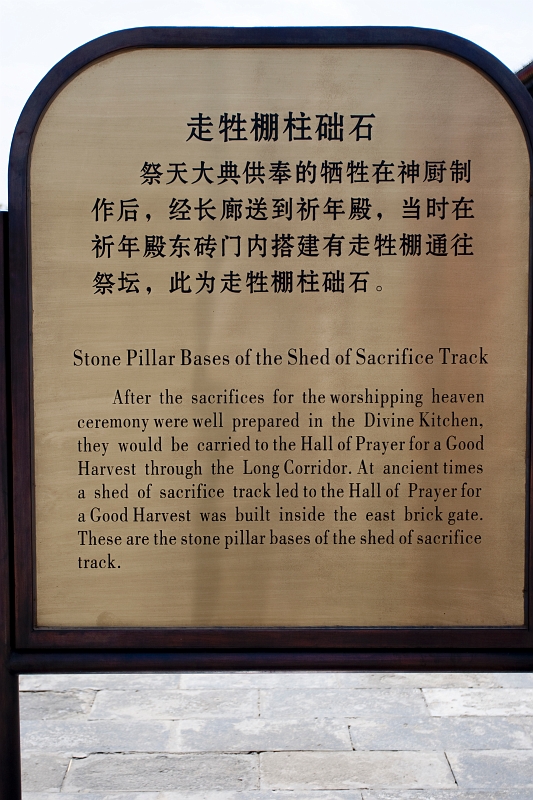 走牲棚柱础石
祭天大典供奉的牺牲在神厨制
作后，经长廊送到祈年殿，当时在
祈年殿东砖门内搭建有走牲棚通往
祭坛，此为走牲棚柱础石。
Stone Pillar Bases of the Shed of Sacrifice Track
After the sacrifices for the worshipping heaven
ceremony were well prepared in the Divine Kitchen,
they would be carried to the Hall of Prayer for a Good
Harvest through the Long Corridor. At ancient times
a shed of sacrifice track led to the Hall of Prayer for
a Good Harvest was built inside the east brick gate.
These are the stone pillar bases of the shed of sacrifice
track.